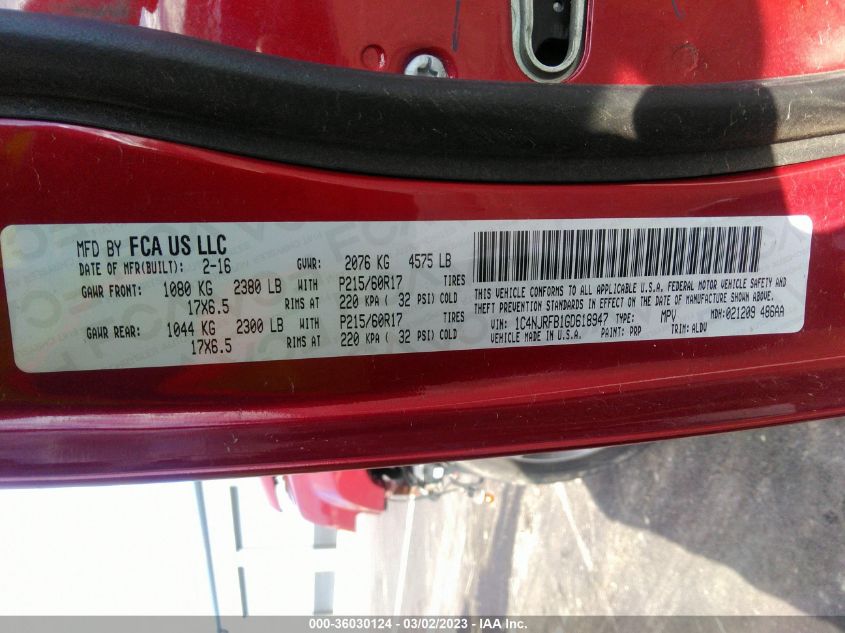 MFD BY FCA US LLC
DATE OF MFR(BUILT): 2-16 GVWR: 2076 KG 4575 LB
GAWR FRONT: 1080 KG 2380 LB WITH P215/60R17 TIRES
17X6.5 RIMS AT 220 KPA ( 32 PSI) COLD
GAWR REAR: 1044 KG 2300 LB WITH P215/60R17 TIRES
17X6.5 RIMS AT 220 KPA ( 32 PSI) COLD
THIS VEHICLE CONFORMS TO ALL APPLICABLE U.S.A. FEDERAL MOTOR VEHICLE SAFETY AND
THEFT PREVENTION STANDARDS IN EFFECT ON THE DATE OF MANUFACTURE SHOWN ABOVE.
VIN: 1C4NJRFB1GD618947 TYPE: MPV MDH:021209 486AA
VEHICLE MADE IN U.S.A. PAINT: PRP TRIM: ALDV
000-36030124 - 03/02/2023 - IAA Inc.